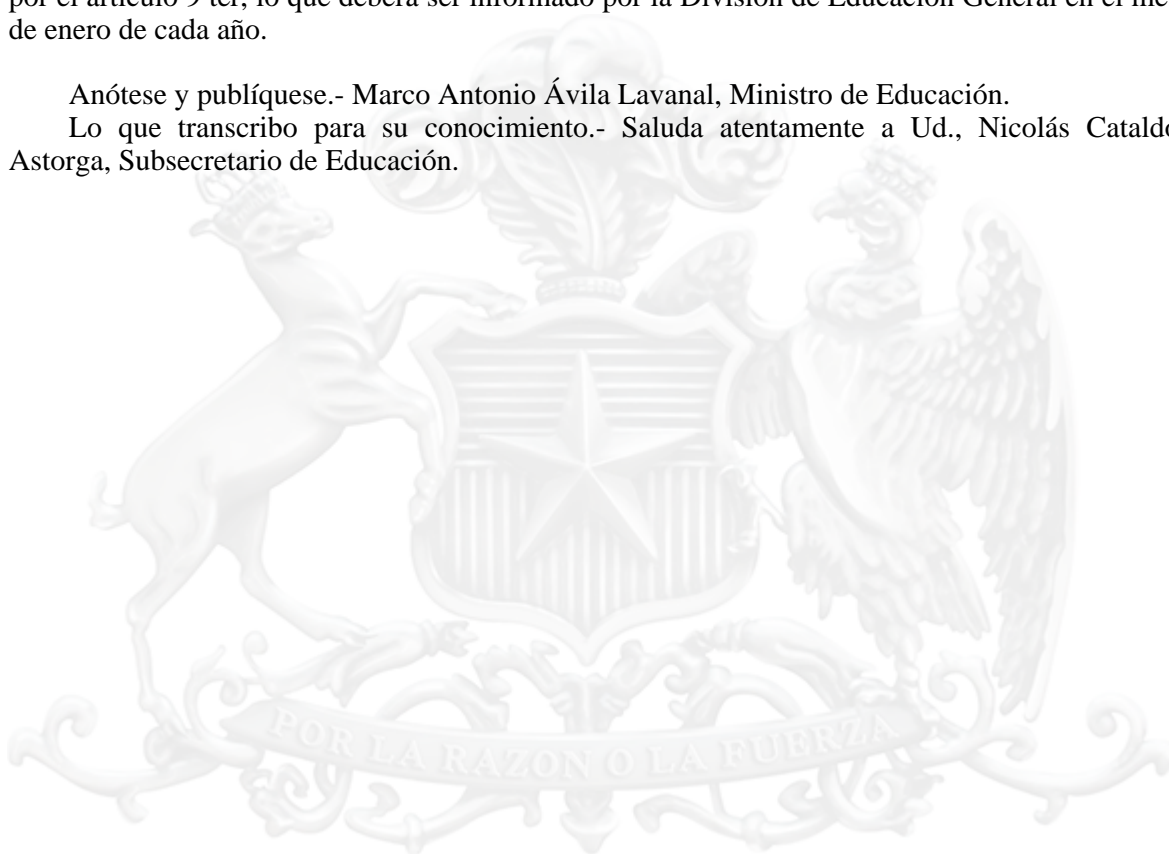 por el artículo 9 ter, lo que deberá ser informado por la División de Educación General en el
de enero de cada año.
Anótese y publíquese.- Marco Antonio Ávila Lavanal, Ministro de Educación.
Lo que transcribo para su conocimiento.- Saluda atentamente a Ud., Nicolás Cataldo
Astorga, Subsecretario de Educación.
POR LA RAZON O LA FUERZA